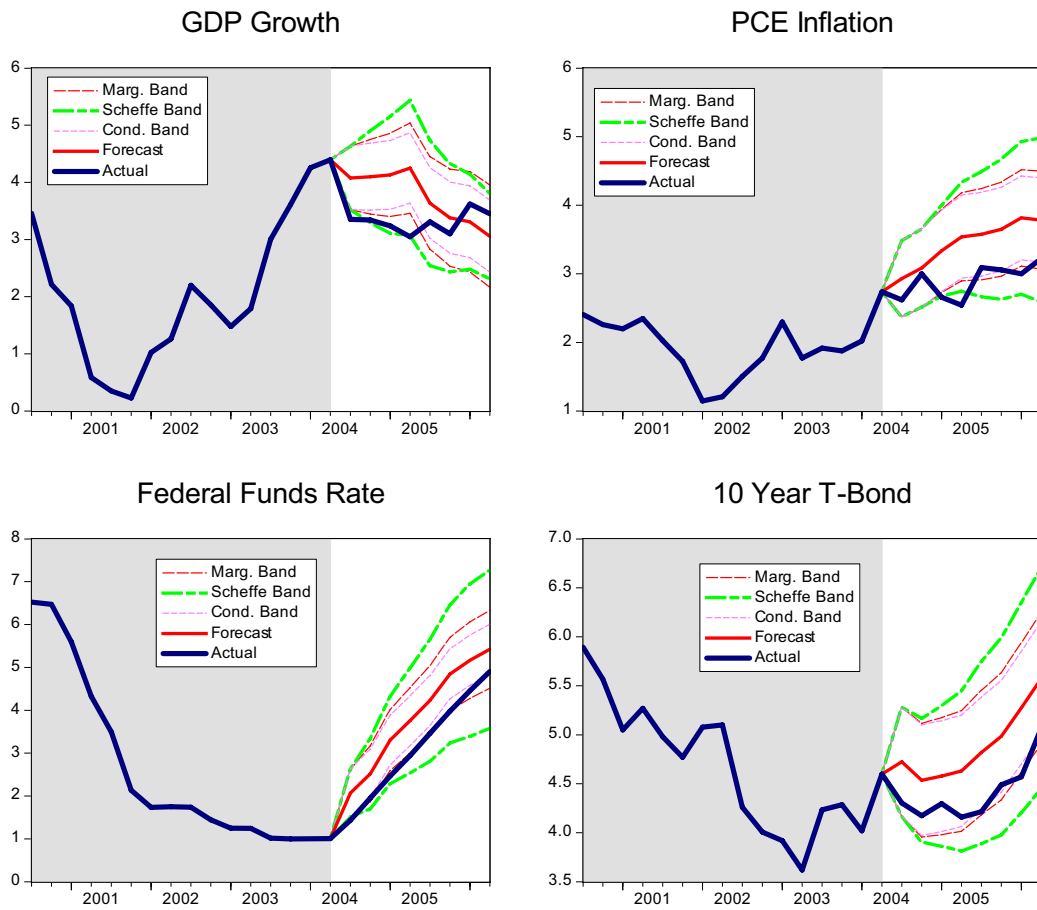 GDP Growth
6
5
4
3
2
1
0
Marg. Band
Scheffe Band
Cond. Band
Forecast
Actual
2001 2002 2003 2004 2005
PCE Inflation
6
5
4
3
2
1
Marg. Band
Scheffe Band
Cond. Band
Forecast
Actual
2001 2002 2003 2004 2005
Federal Funds Rate
8
7
6
5
4
3
2
1
0
Marg. Band
Scheffe Band
Cond. Band
Forecast
Actual
2001 2002 2003 2004 2005
10 Year T-Bond
7.0
6.5
6.0
5.5
5.0
4.5
4.0
3.5
Marg. Band
Scheffe Band
Cond. Band
Forecast
Actual
2001 2002 2003 2004 2005